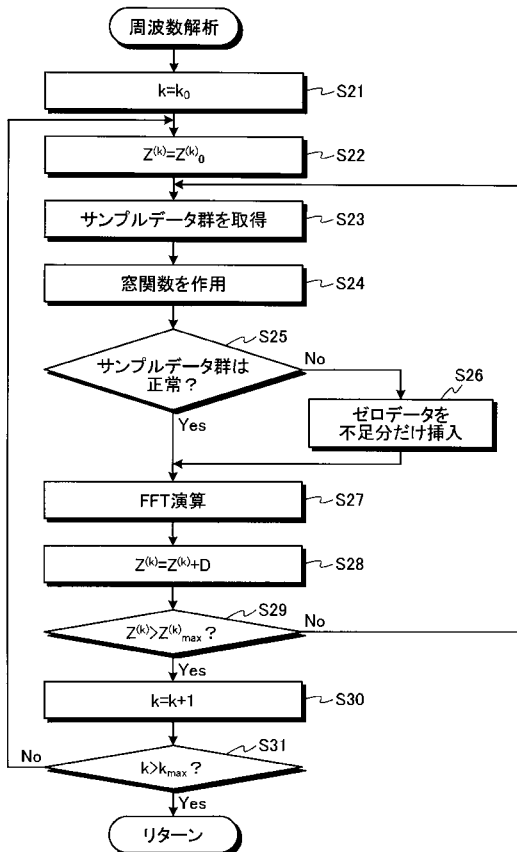 周波数解析
k=k₀
S21
Z⁽ᵏ⁾=Z⁽ᵏ⁾₀
S22
サンプルデータ群を取得
S23
窓関数を作用
S24
S25
サンプルデータ群は
正常？
No
Yes
S26
ゼロデータを
不足分だけ挿入
FFT演算
S27
Z⁽ᵏ⁾=Z⁽ᵏ⁾+D
S28
S29
Z⁽ᵏ⁾>Z⁽ᵏ⁾max？
No
Yes
k=k+1
S30
S31
No
k>kmax？
Yes
リターン